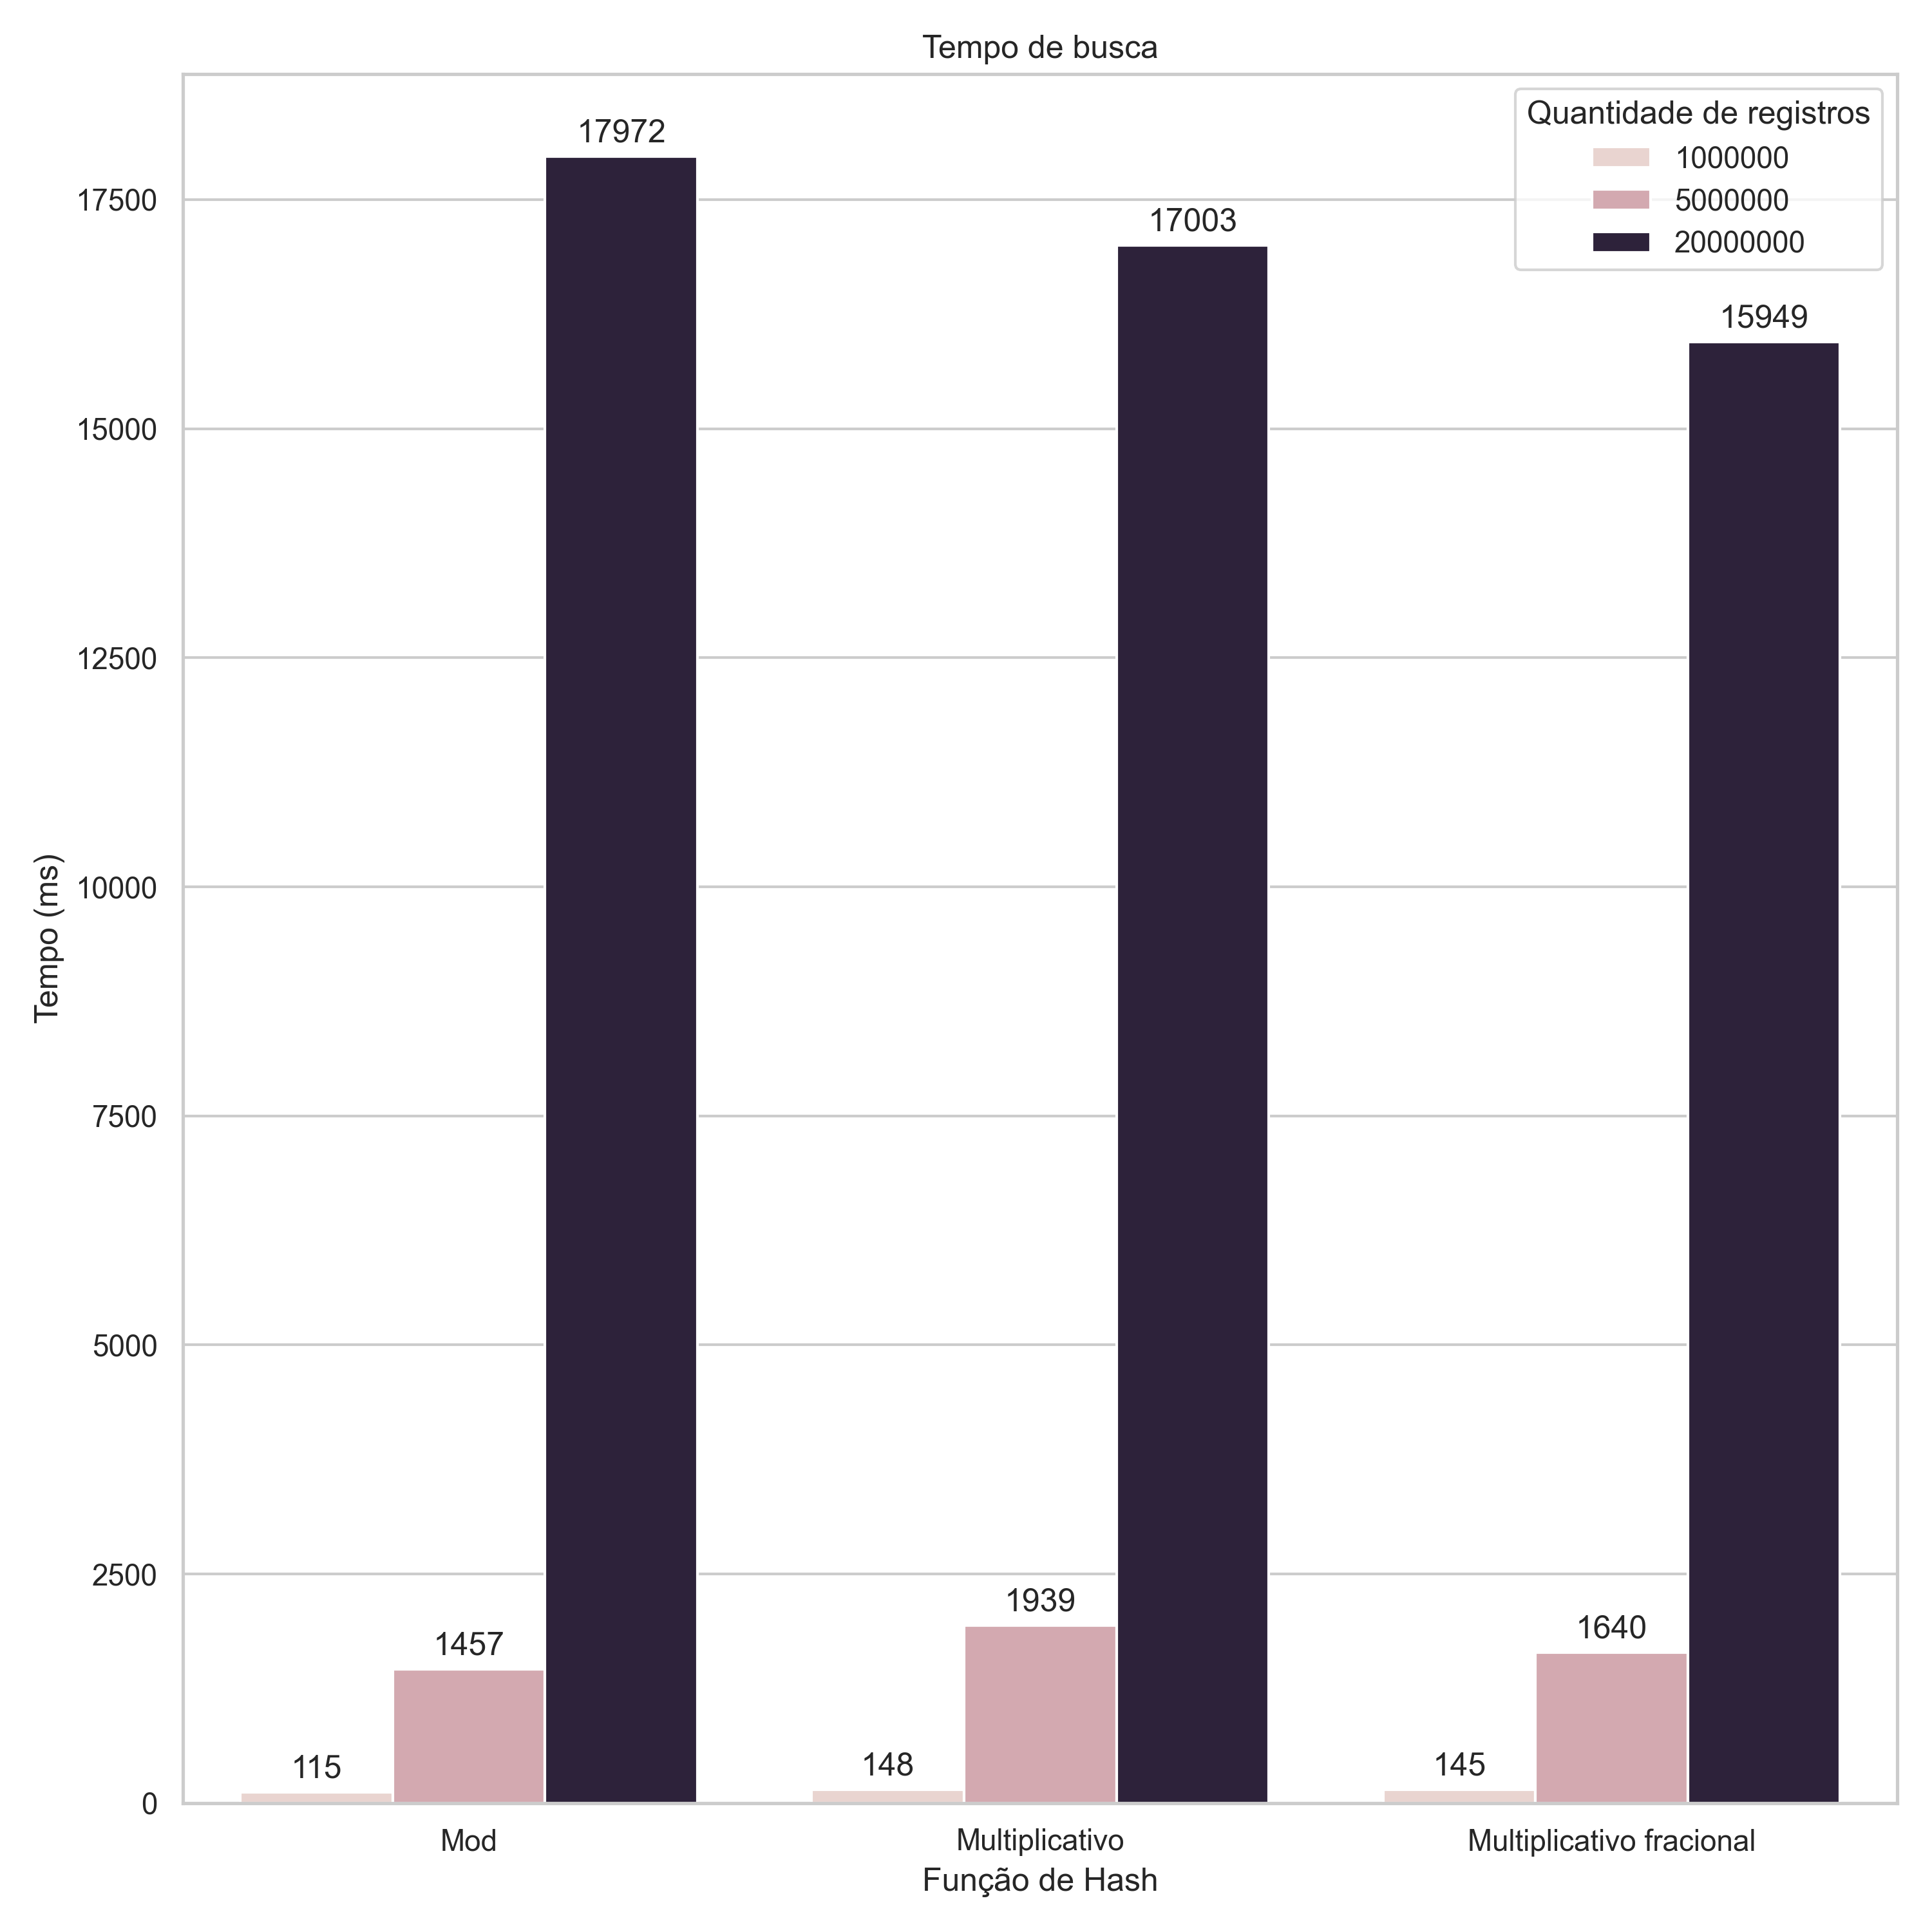 Tempo de busca
Quantidade de registros
1000000
5000000
20000000
17972
17003
15949
17500
15000
12500
10000
7500
5000
2500
0
Tempo (ms)
1457
1939
1640
115
148
145
Mod
Multiplicativo
Multiplicativo fracional
Função de Hash